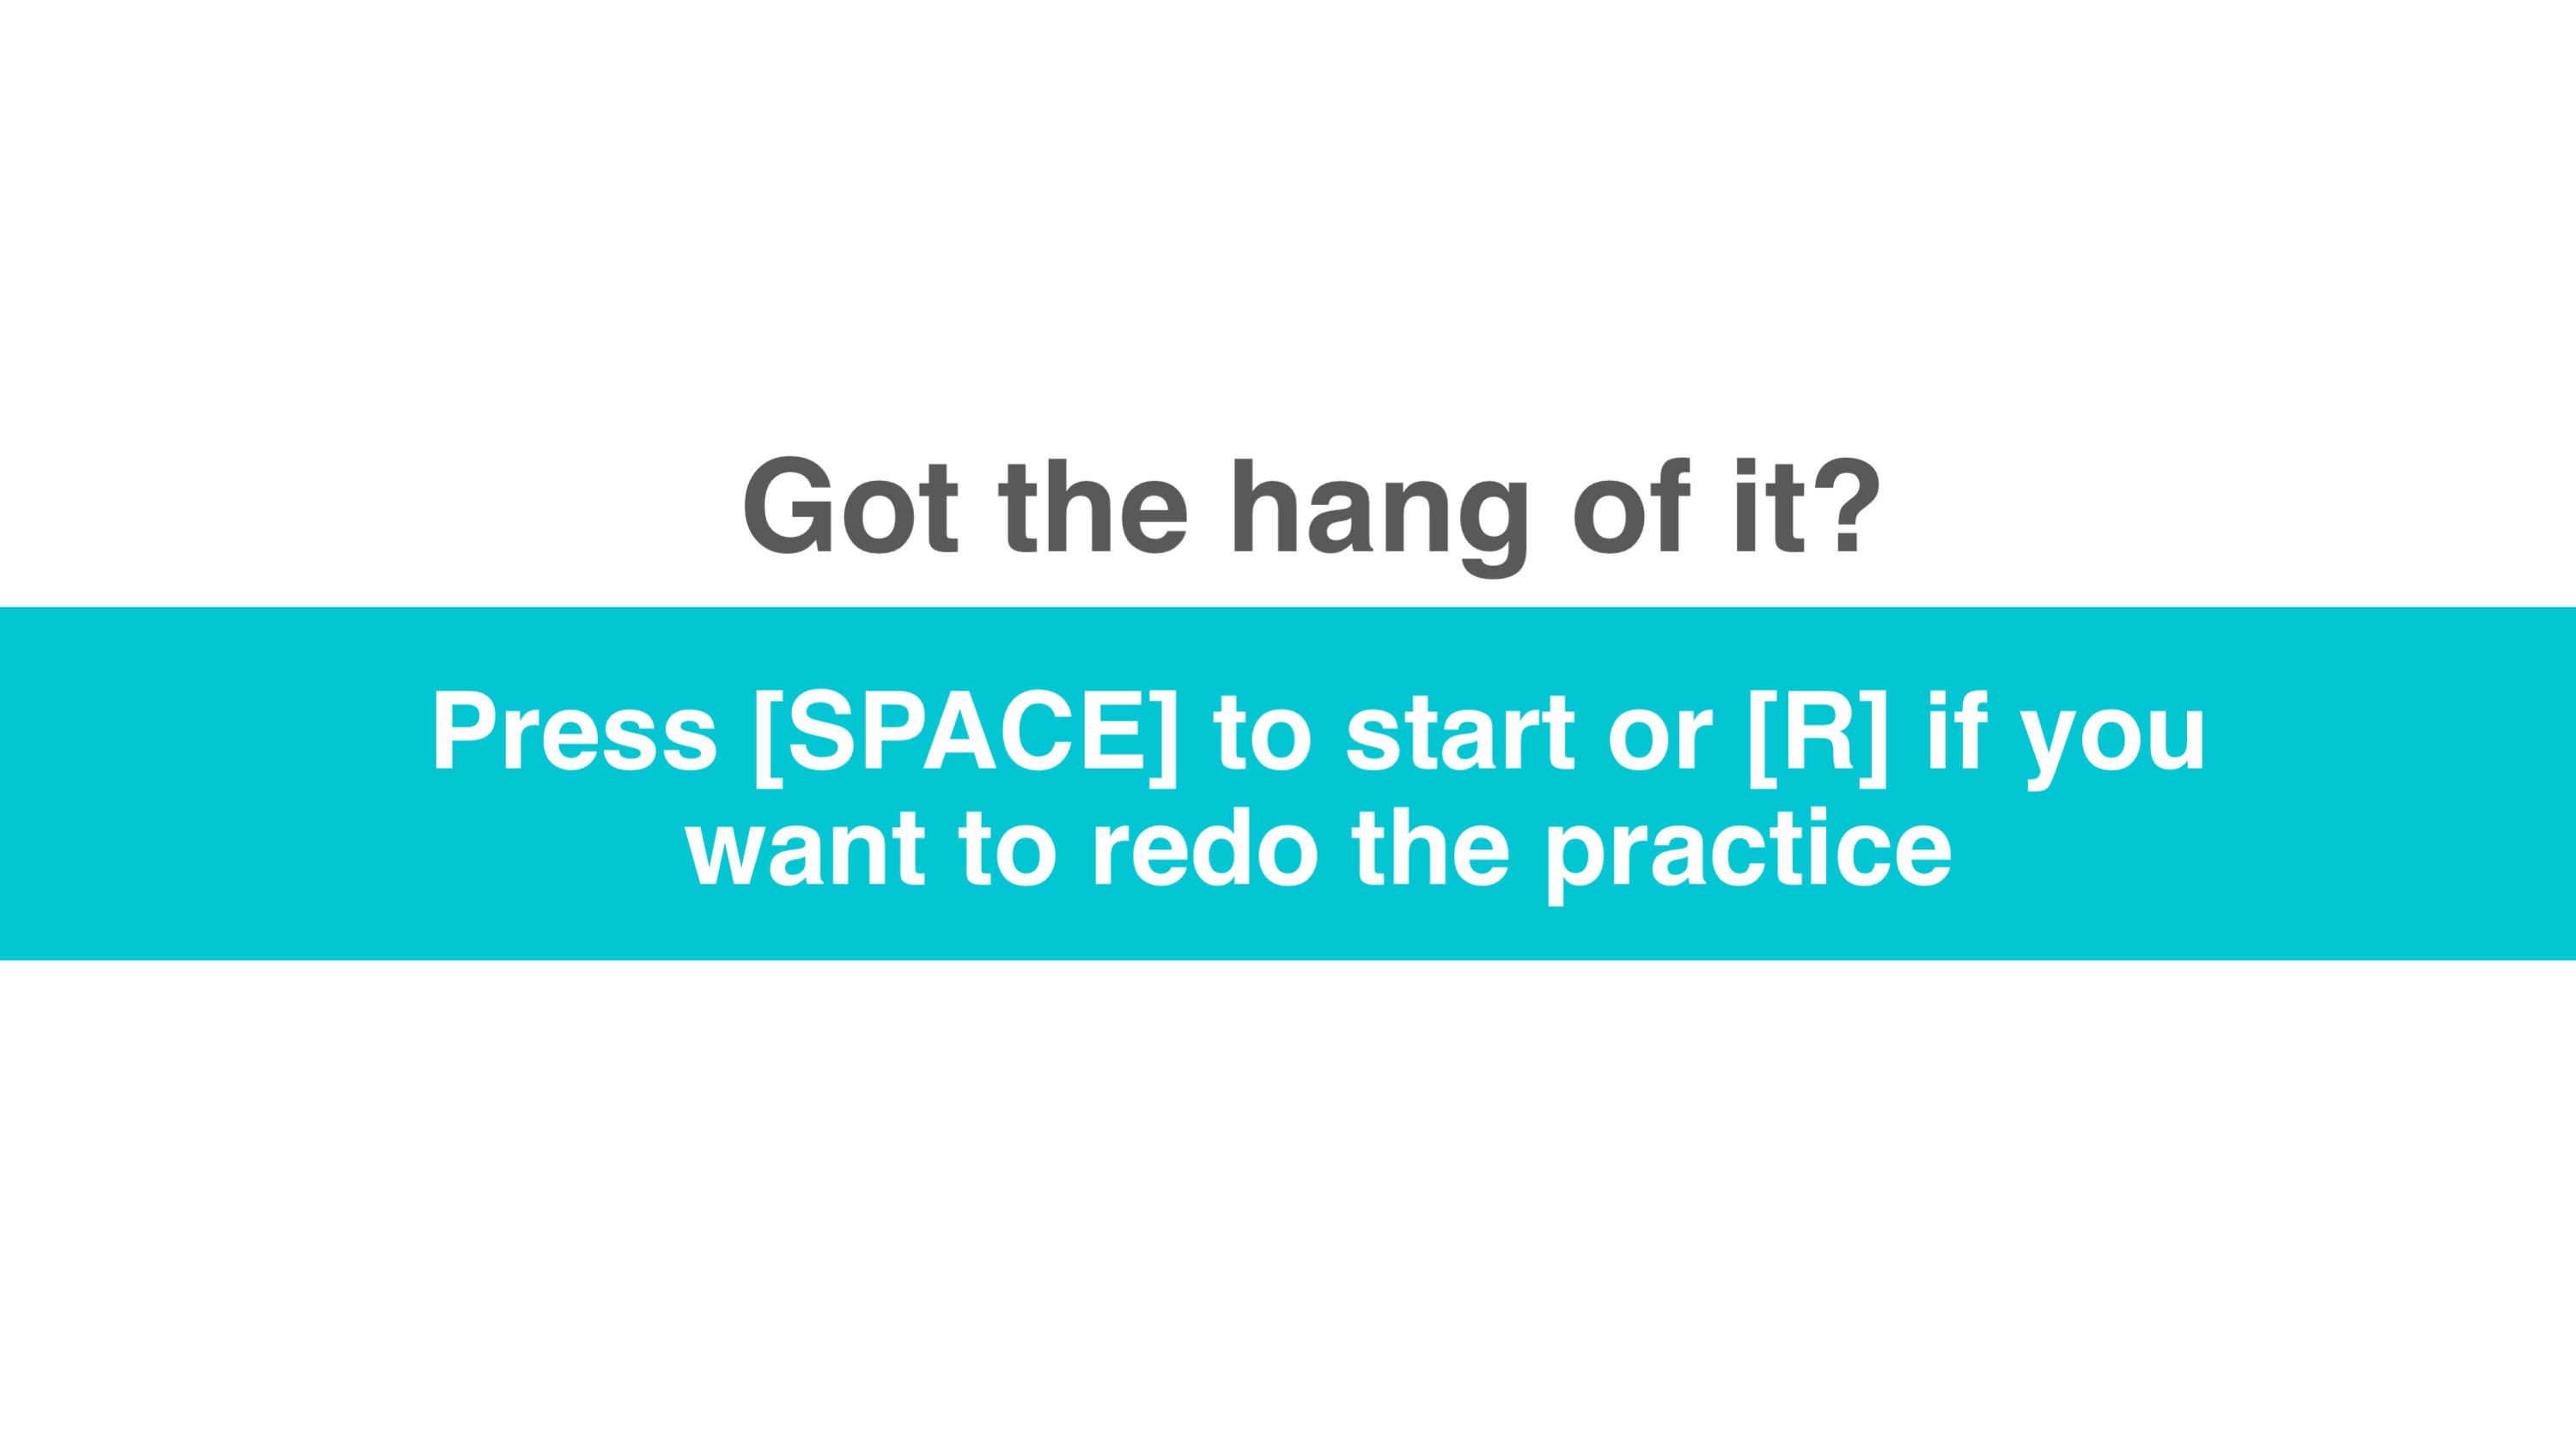 Got the hang of it?
Press [SPACE] to start or [R] if you
want to redo the practice